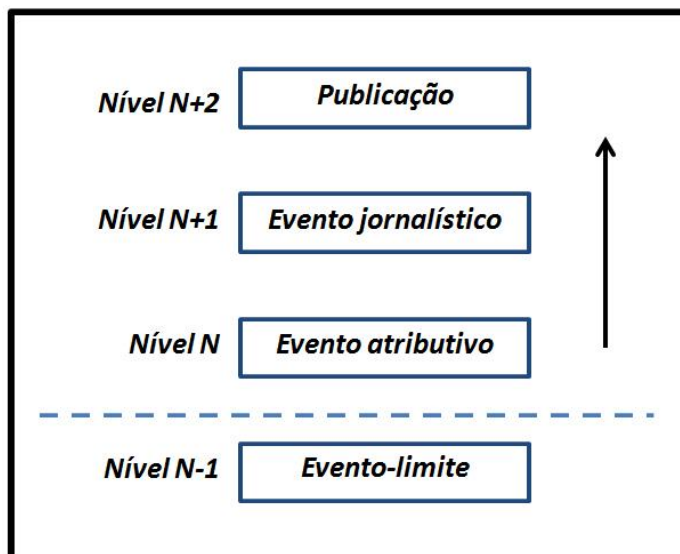 Nível N+2 Publicação
Nível N+1 Evento jornalístico
Nível N Evento atributivo
Nível N-1 Evento-limite